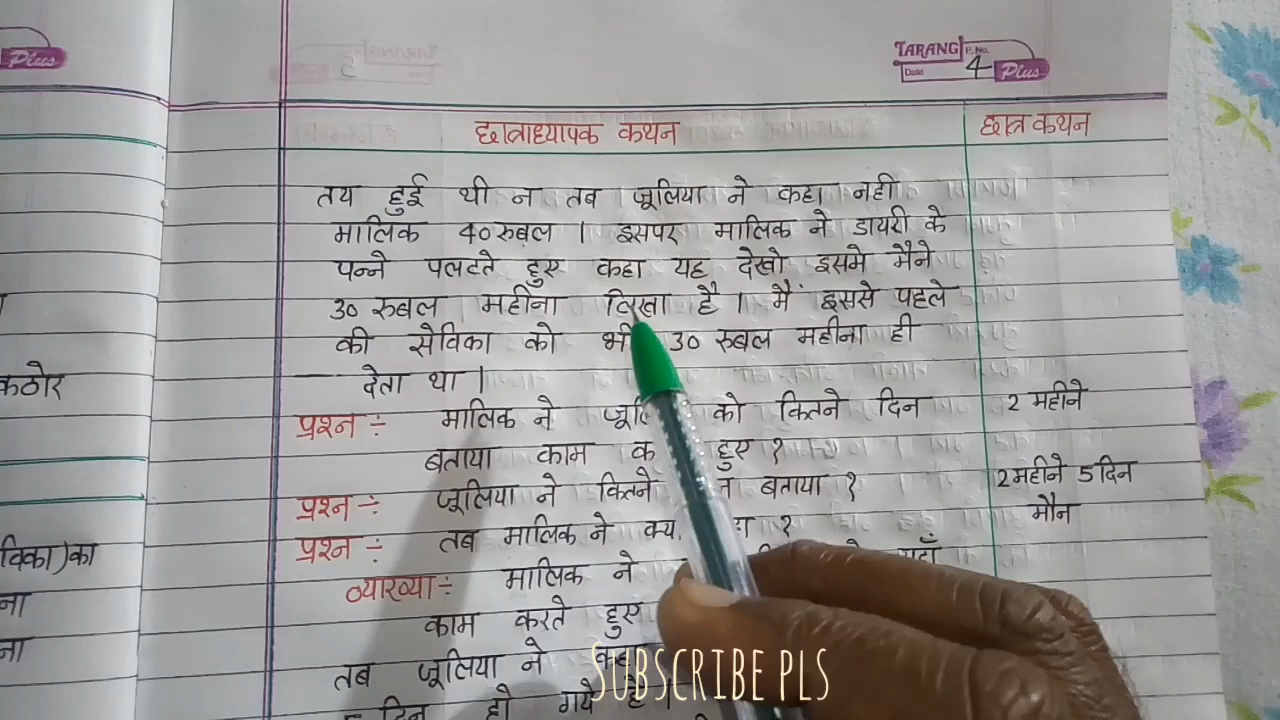 Plus
TARANG P. No.
Date 4 Plus
छात्राध्यापक कथन
छात्र कथन
तय हुई थी न तब जूलिया ने कहा नही
मालिक 40 रुबल । इसपर मालिक ने डायरी के
पन्ने पलटते हुए कहा यह देखो इसमे मैने
30 रुबल महीना लिखा है । मैं इससे पहले
की सेविका को भी 30 रुबल महीना ही
देता था ।
कठोर
प्रश्न ÷ मालिक ने को कितने दिन
2 महीने
बताया काम हुए ?
प्रश्न ÷ जूलिया ने कितने बताया ?
2 महीने 5 दिन
प्रश्न ÷ तब मालिक ने ?
मौन
विका)का
व्याख्या ÷ मालिक ने
काम करते हुए
ना
तब जूलिया ने
ना
दिन हो गये है
SUBSCRIBE PLS